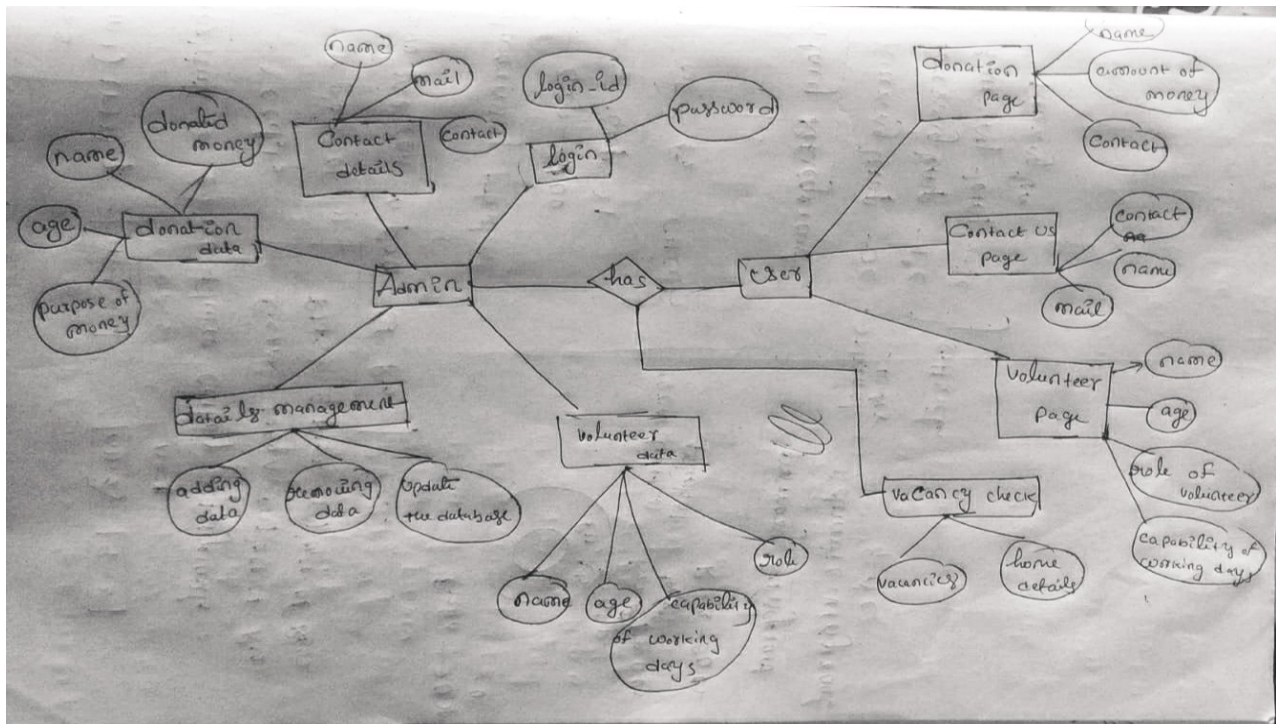 name
mail
contact
Contact
details
login-id
password
login
donation
page
name
amount of
money
Contact
donated
money
name
age
donation
data
purpose of
money
Admin
has
User
Contact us
page
contact
name
mail
details management
adding
data
removing
data
update
the database
volunteer
data
name
age
capability
of working
days
role
vacancy check
vacancies
home
details
volunteer
page
name
age
role of
volunteer
capability of
working days